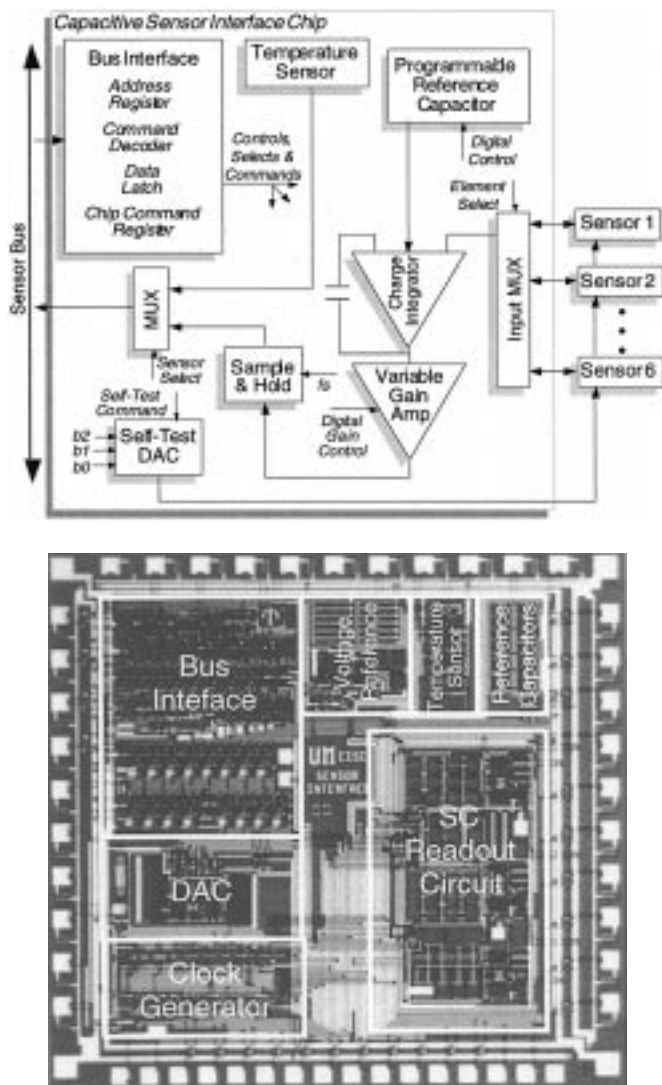 Capacitive Sensor Interface Chip
Bus Interface
Address
Register
Command
Decoder
Data
Latch
Chip Command
Register
Temperature
Sensor
Programmable
Reference
Capacitor
Controls,
Selects &
Commands
Digital
Control
Element
Select
Sensor Bus
MUX
Sensor
Select
Sample
& Hold
fs
Charge
Integrator
Variable
Gain
Amp
Digital
Gain
Control
Input MUX
Sensor 1
Sensor 2
Sensor 6
Self-Test
Command
b2
b1
b0
Self-Test
DAC
Bus
Inteface
Voltage
Reference
Temperature
Sensor
Reference
Capacitors
UM
SENSOR
INTERFACE
SC
Readout
Circuit
DAC
Clock
Generator